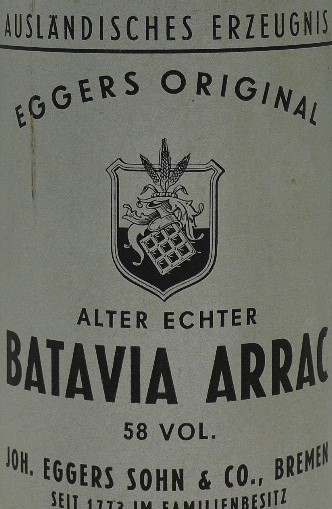 AUSLÄNDISCHES ERZEUGNIS
EGGERS ORIGINAL
ALTER ECHTER
BATAVIA ARRAC
58 VOL.
JOH. EGGERS SOHN & CO., BREMEN
SEIT 1773 IM FAMILIENBESITZ